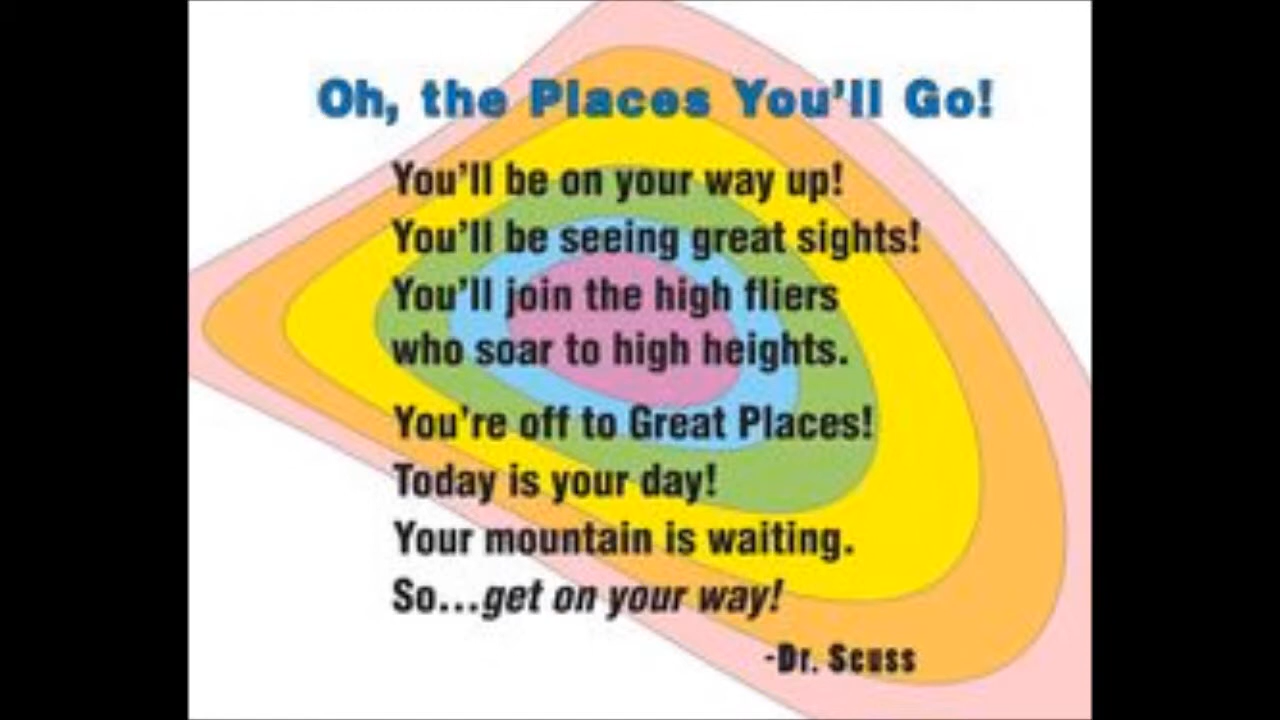 Oh, the Places You'll Go!
You'll be on your way up!
You'll be seeing great sights!
You'll join the high fliers
who soar to high heights.
You're off to Great Places!
Today is your day!
Your mountain is waiting.
So...get on your way!
-Dr. Seuss